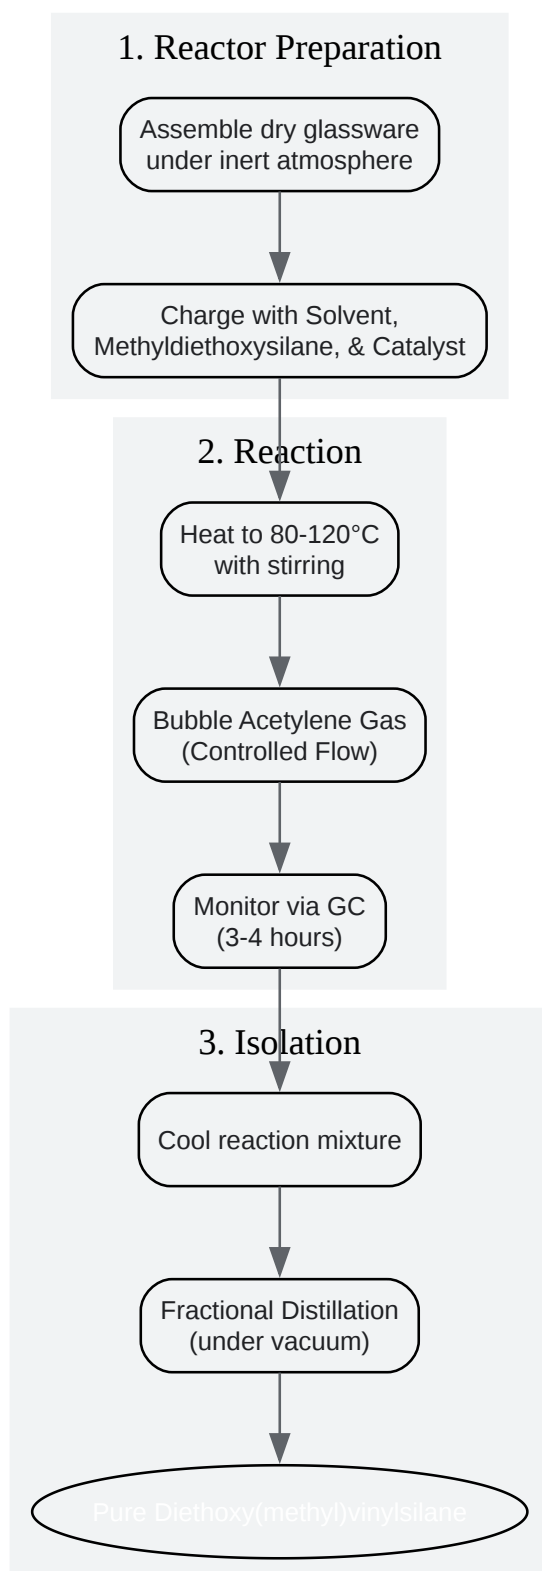 1. Reactor Preparation
Assemble dry glassware
under inert atmosphere
Charge with Solvent,
Methyldiethoxysilane, & Catalyst
2. Reaction
Heat to 80-120°C
with stirring
Bubble Acetylene Gas
(Controlled Flow)
Monitor via GC
(3-4 hours)
3. Isolation
Cool reaction mixture
Fractional Distillation
(under vacuum)
Pure Diethoxy(methyl)vinylsilane